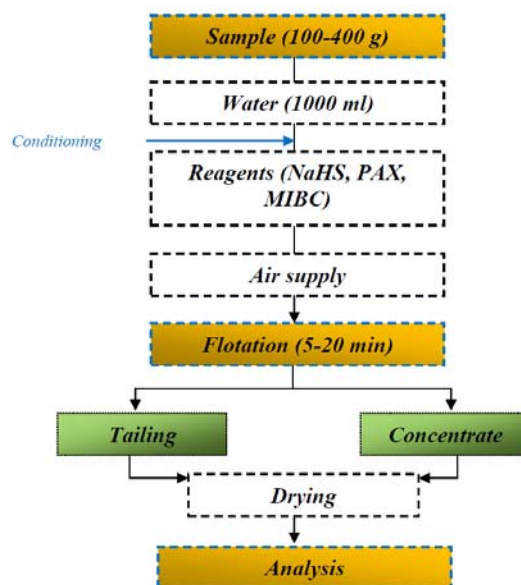 Sample (100-400 g)
Water (1000 ml)
Conditioning
Reagents (NaHS, PAX,
MIBC)
Air supply
Flotation (5-20 min)
Tailing
Concentrate
Drying
Analysis